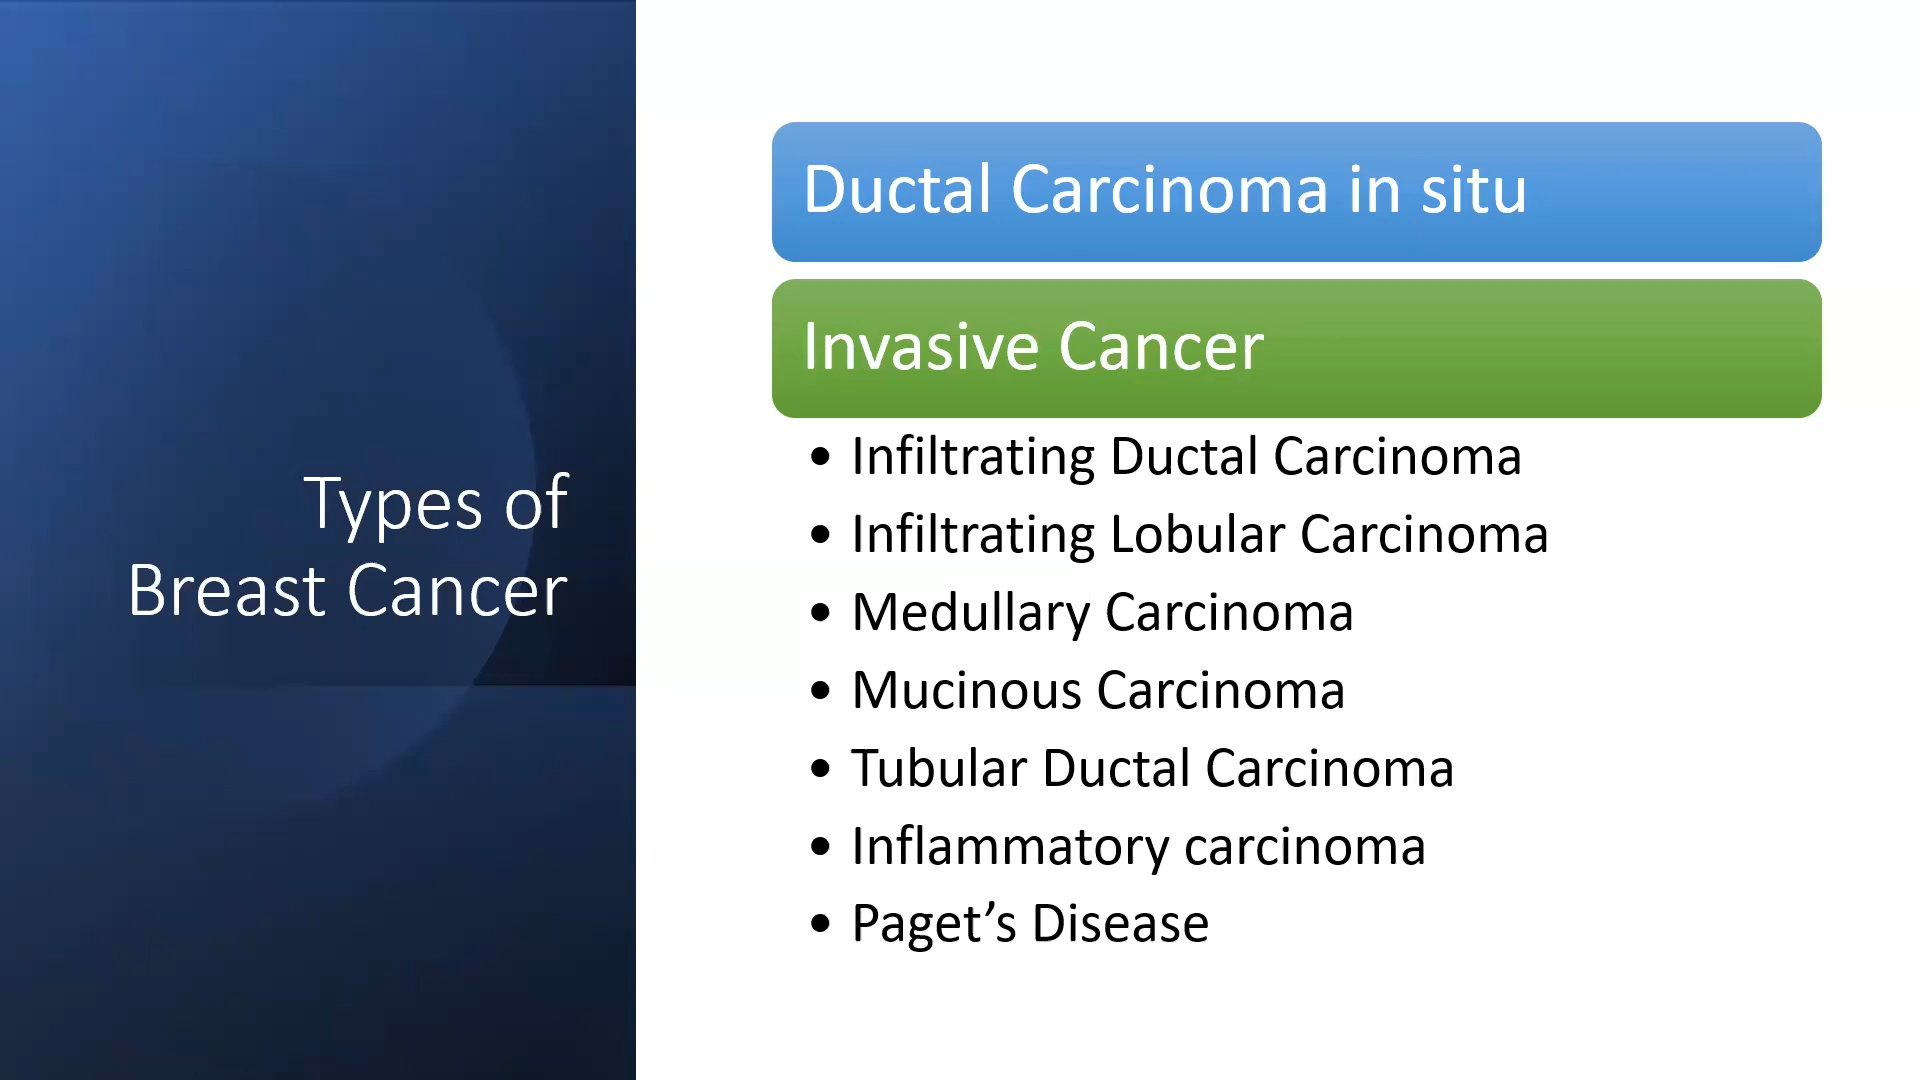 Types of
Breast Cancer
Ductal Carcinoma in situ
Invasive Cancer
• Infiltrating Ductal Carcinoma
• Infiltrating Lobular Carcinoma
• Medullary Carcinoma
• Mucinous Carcinoma
• Tubular Ductal Carcinoma
• Inflammatory carcinoma
• Paget’s Disease